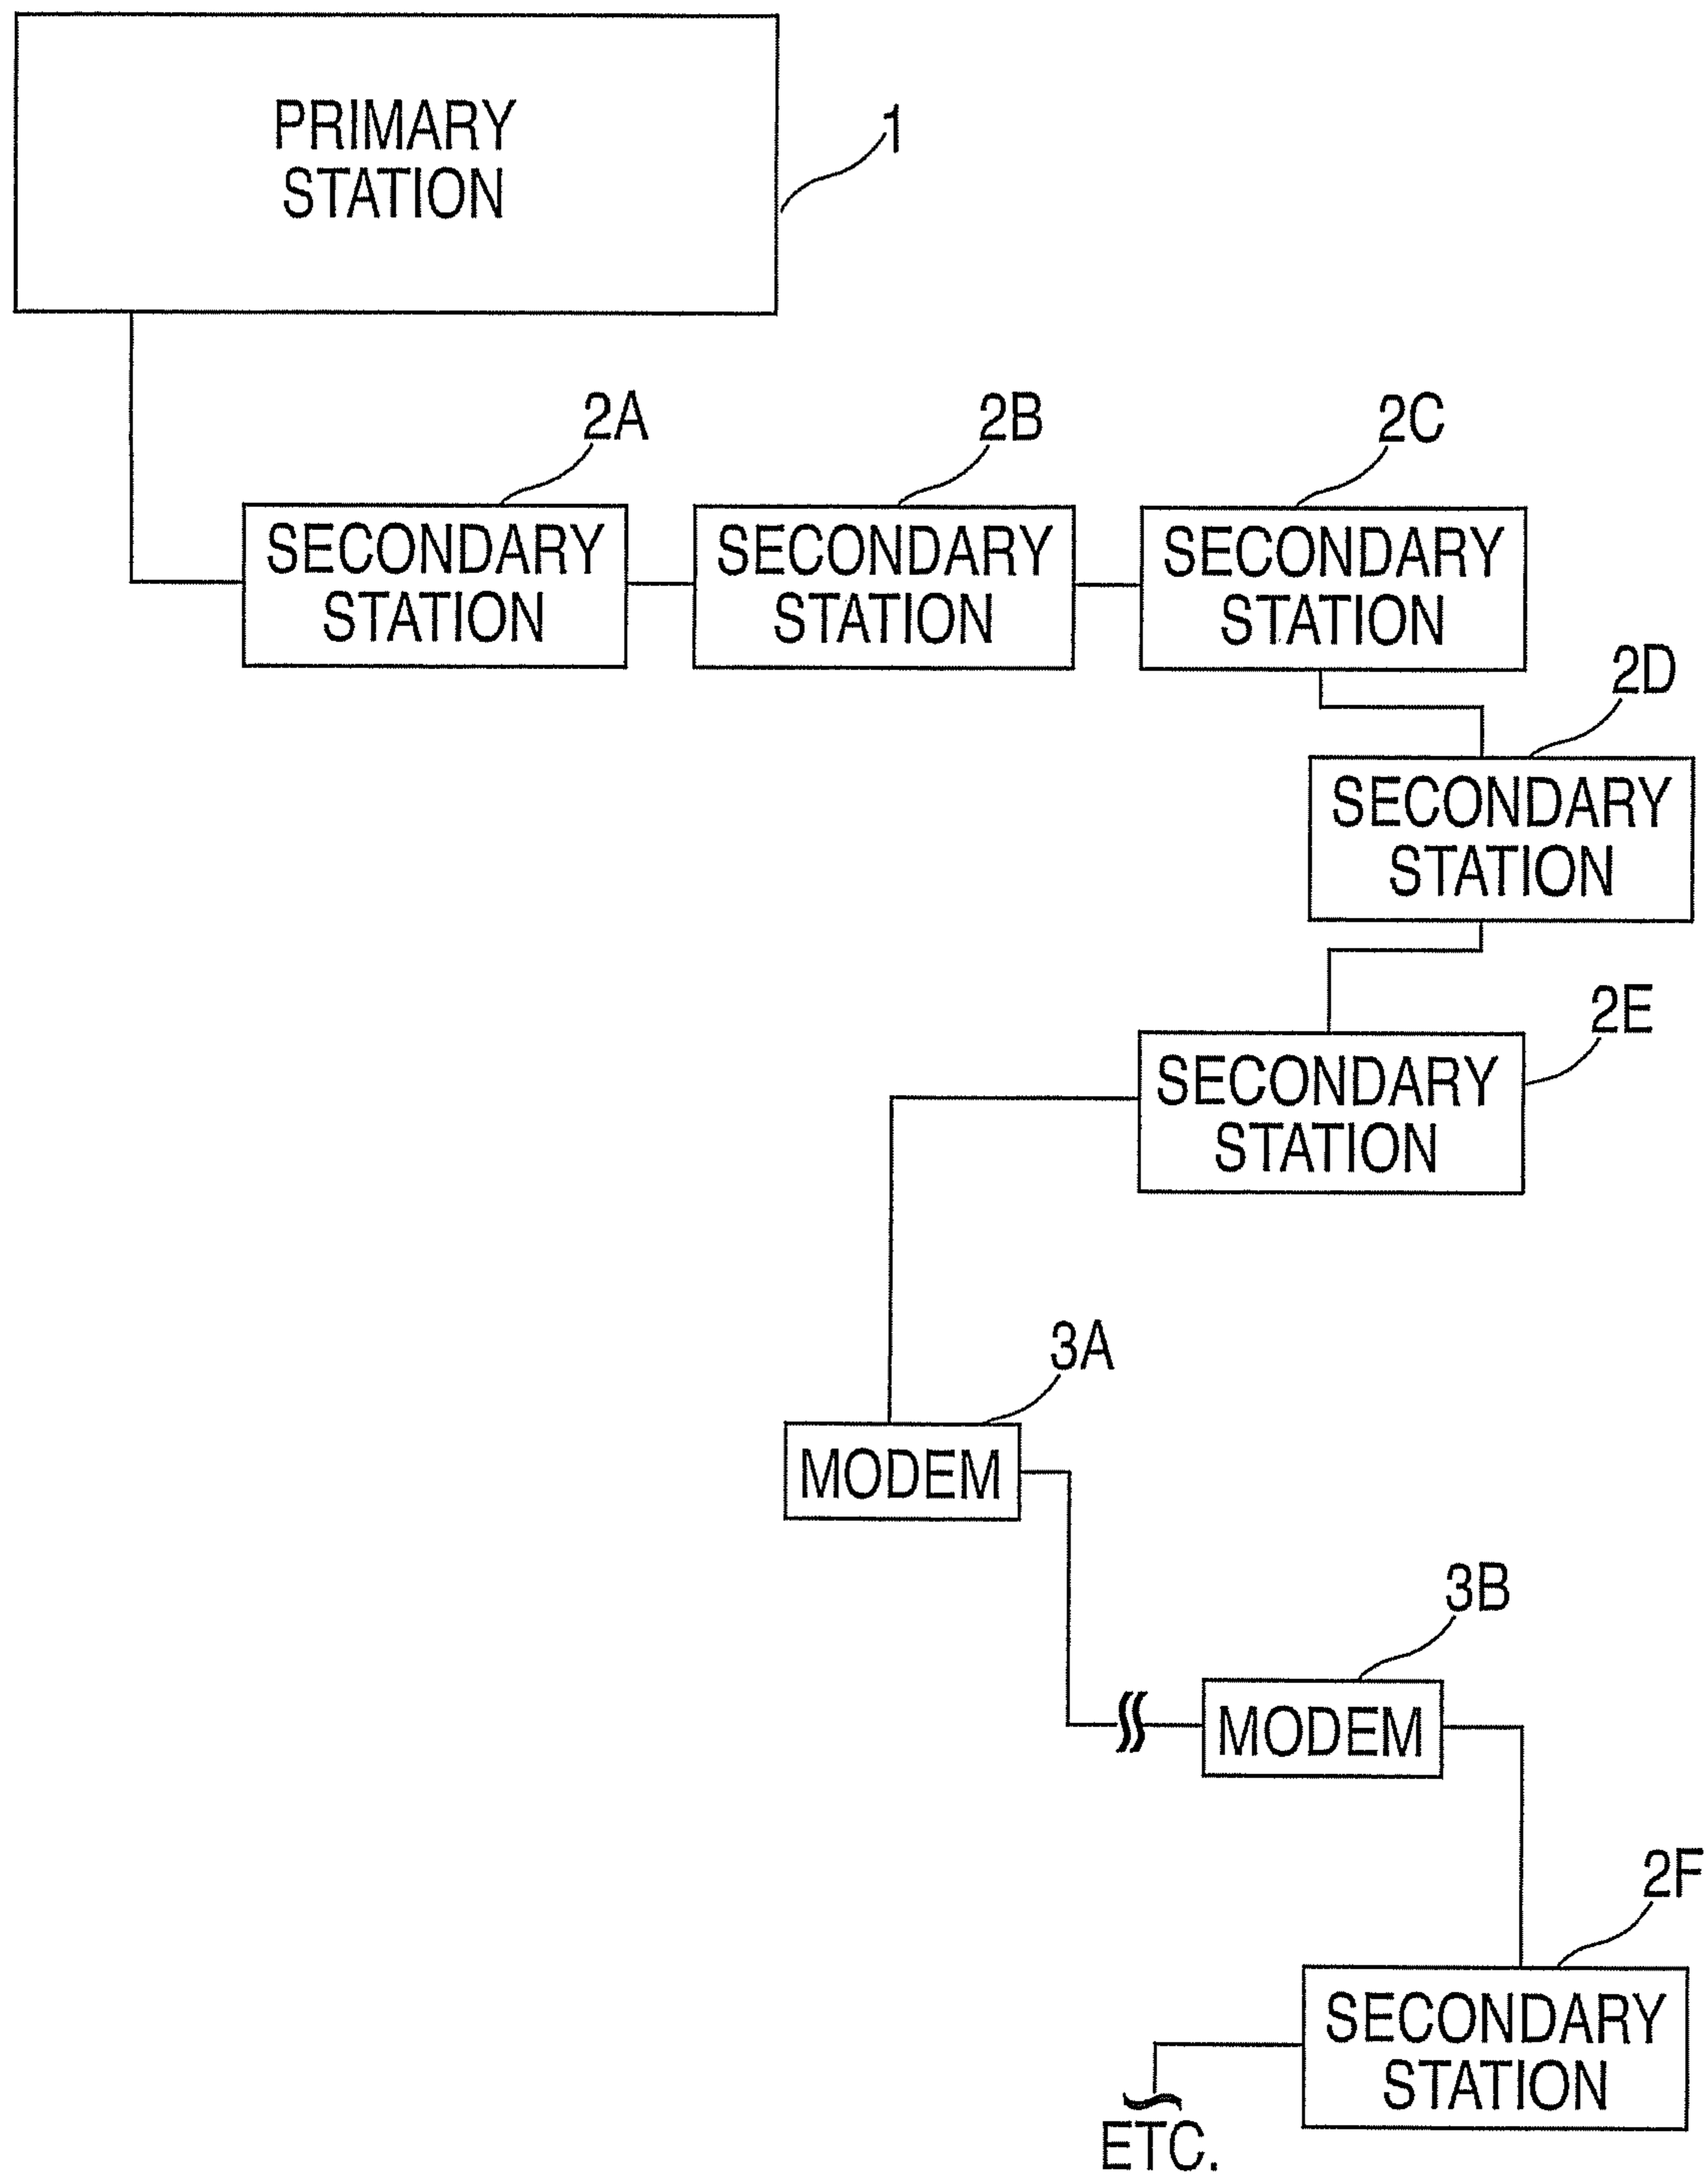 PRIMARY
STATION
1
2A
2B
2C
SECONDARY
STATION
SECONDARY
STATION
SECONDARY
STATION
2D
SECONDARY
STATION
2E
SECONDARY
STATION
3A
MODEM
3B
MODEM
2F
SECONDARY
STATION
ETC.